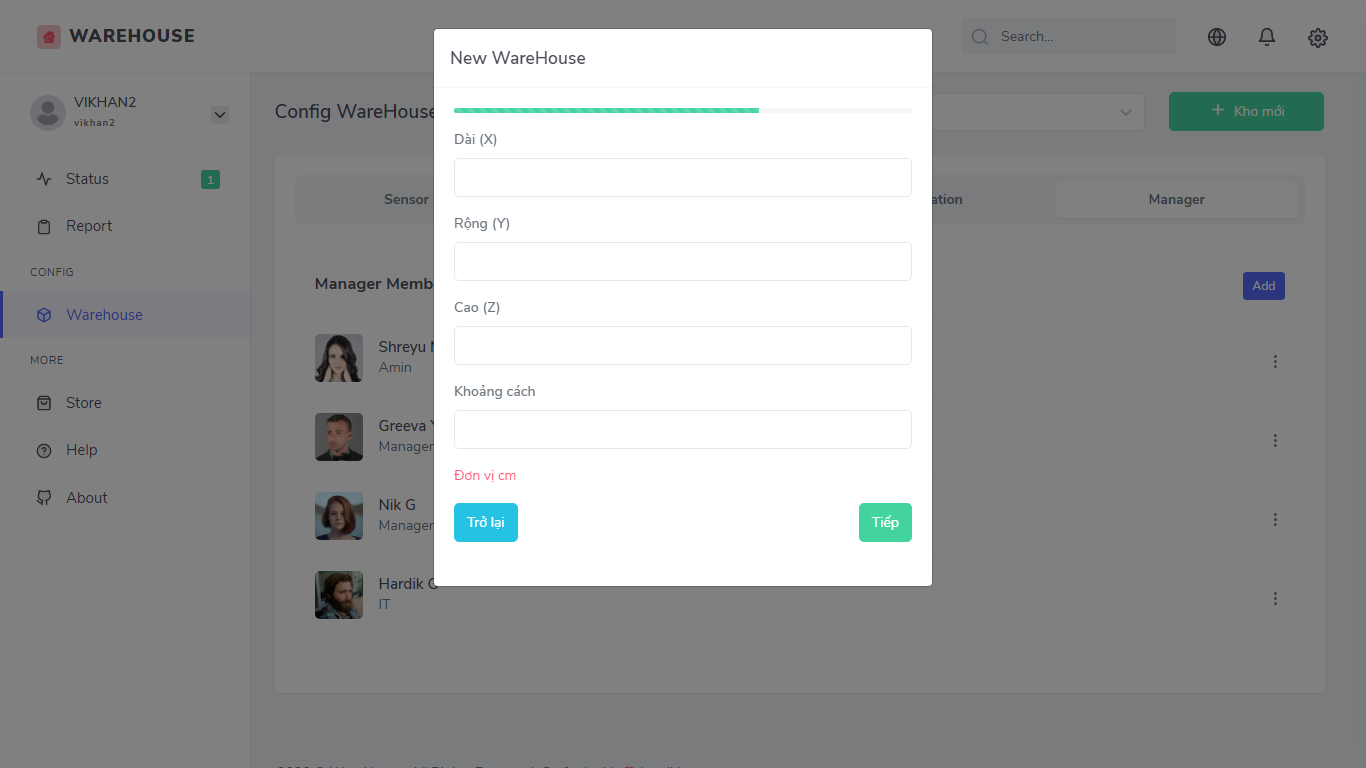 WAREHOUSE
Search...
VIKHAN2
vikhan2
Status
1
Report
CONFIG
Warehouse
MORE
Store
Help
About
Config WareHouse
Kho mới
Sensor
ation
Manager
Manager Memb
Add
Shreyu
Amin
Greeva
Manager
Nik G
Manager
Hardik G
IT
New WareHouse
Dài (X)
Rộng (Y)
Cao (Z)
Khoảng cách
Đơn vị cm
Trở lại
Tiếp